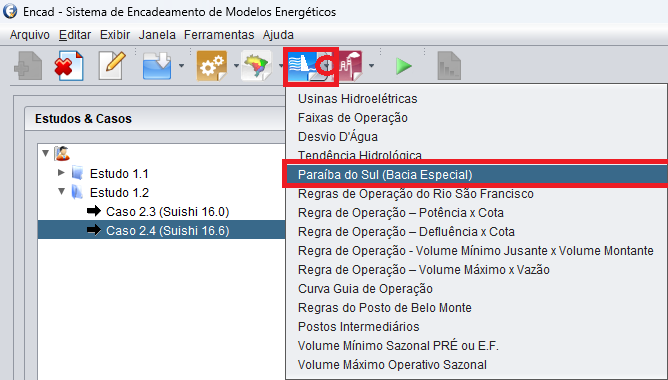 Encad - Sistema de Encadeamento de Modelos Energéticos
Arquivo Editar Exibir Janela Ferramentas Ajuda
C
Estudos & Casos
Estudo 1.1
Estudo 1.2
Caso 2.3 (Suishi 16.0)
Caso 2.4 (Suishi 16.6)
Usinas Hidroelétricas
Faixas de Operação
Desvio D'Água
Tendência Hidrológica
Paraíba do Sul (Bacia Especial)
Regras de Operação do Rio São Francisco
Regra de Operação – Potência x Cota
Regra de Operação – Defluência x Cota
Regra de Operação - Volume Mínimo Jusante x Volume Montante
Regra de Operação – Volume Máximo x Vazão
Curva Guia de Operação
Regras do Posto de Belo Monte
Postos Intermediários
Volume Mínimo Sazonal PRÉ ou E.F.
Volume Máximo Operativo Sazonal